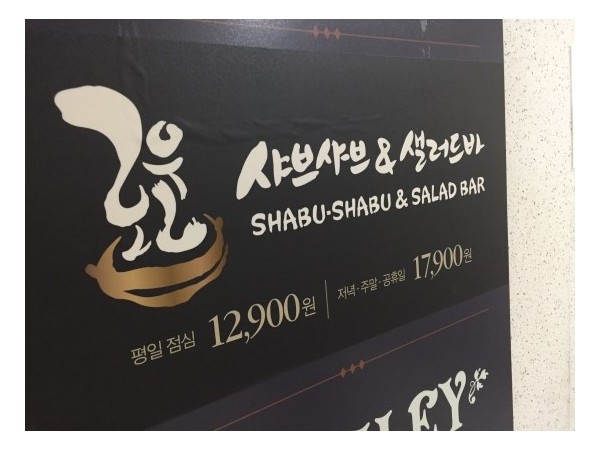 샤브샤브 & 샐러드바
SHABU-SHABU & SALAD BAR
평일 점심 12,900원
저녁·주말·공휴일 17,900원